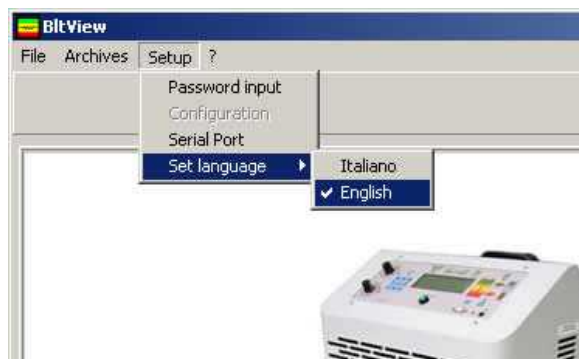 BltView
File Archives Setup ?
Password input
Configuration
Serial Port
Set language
Italiano
English